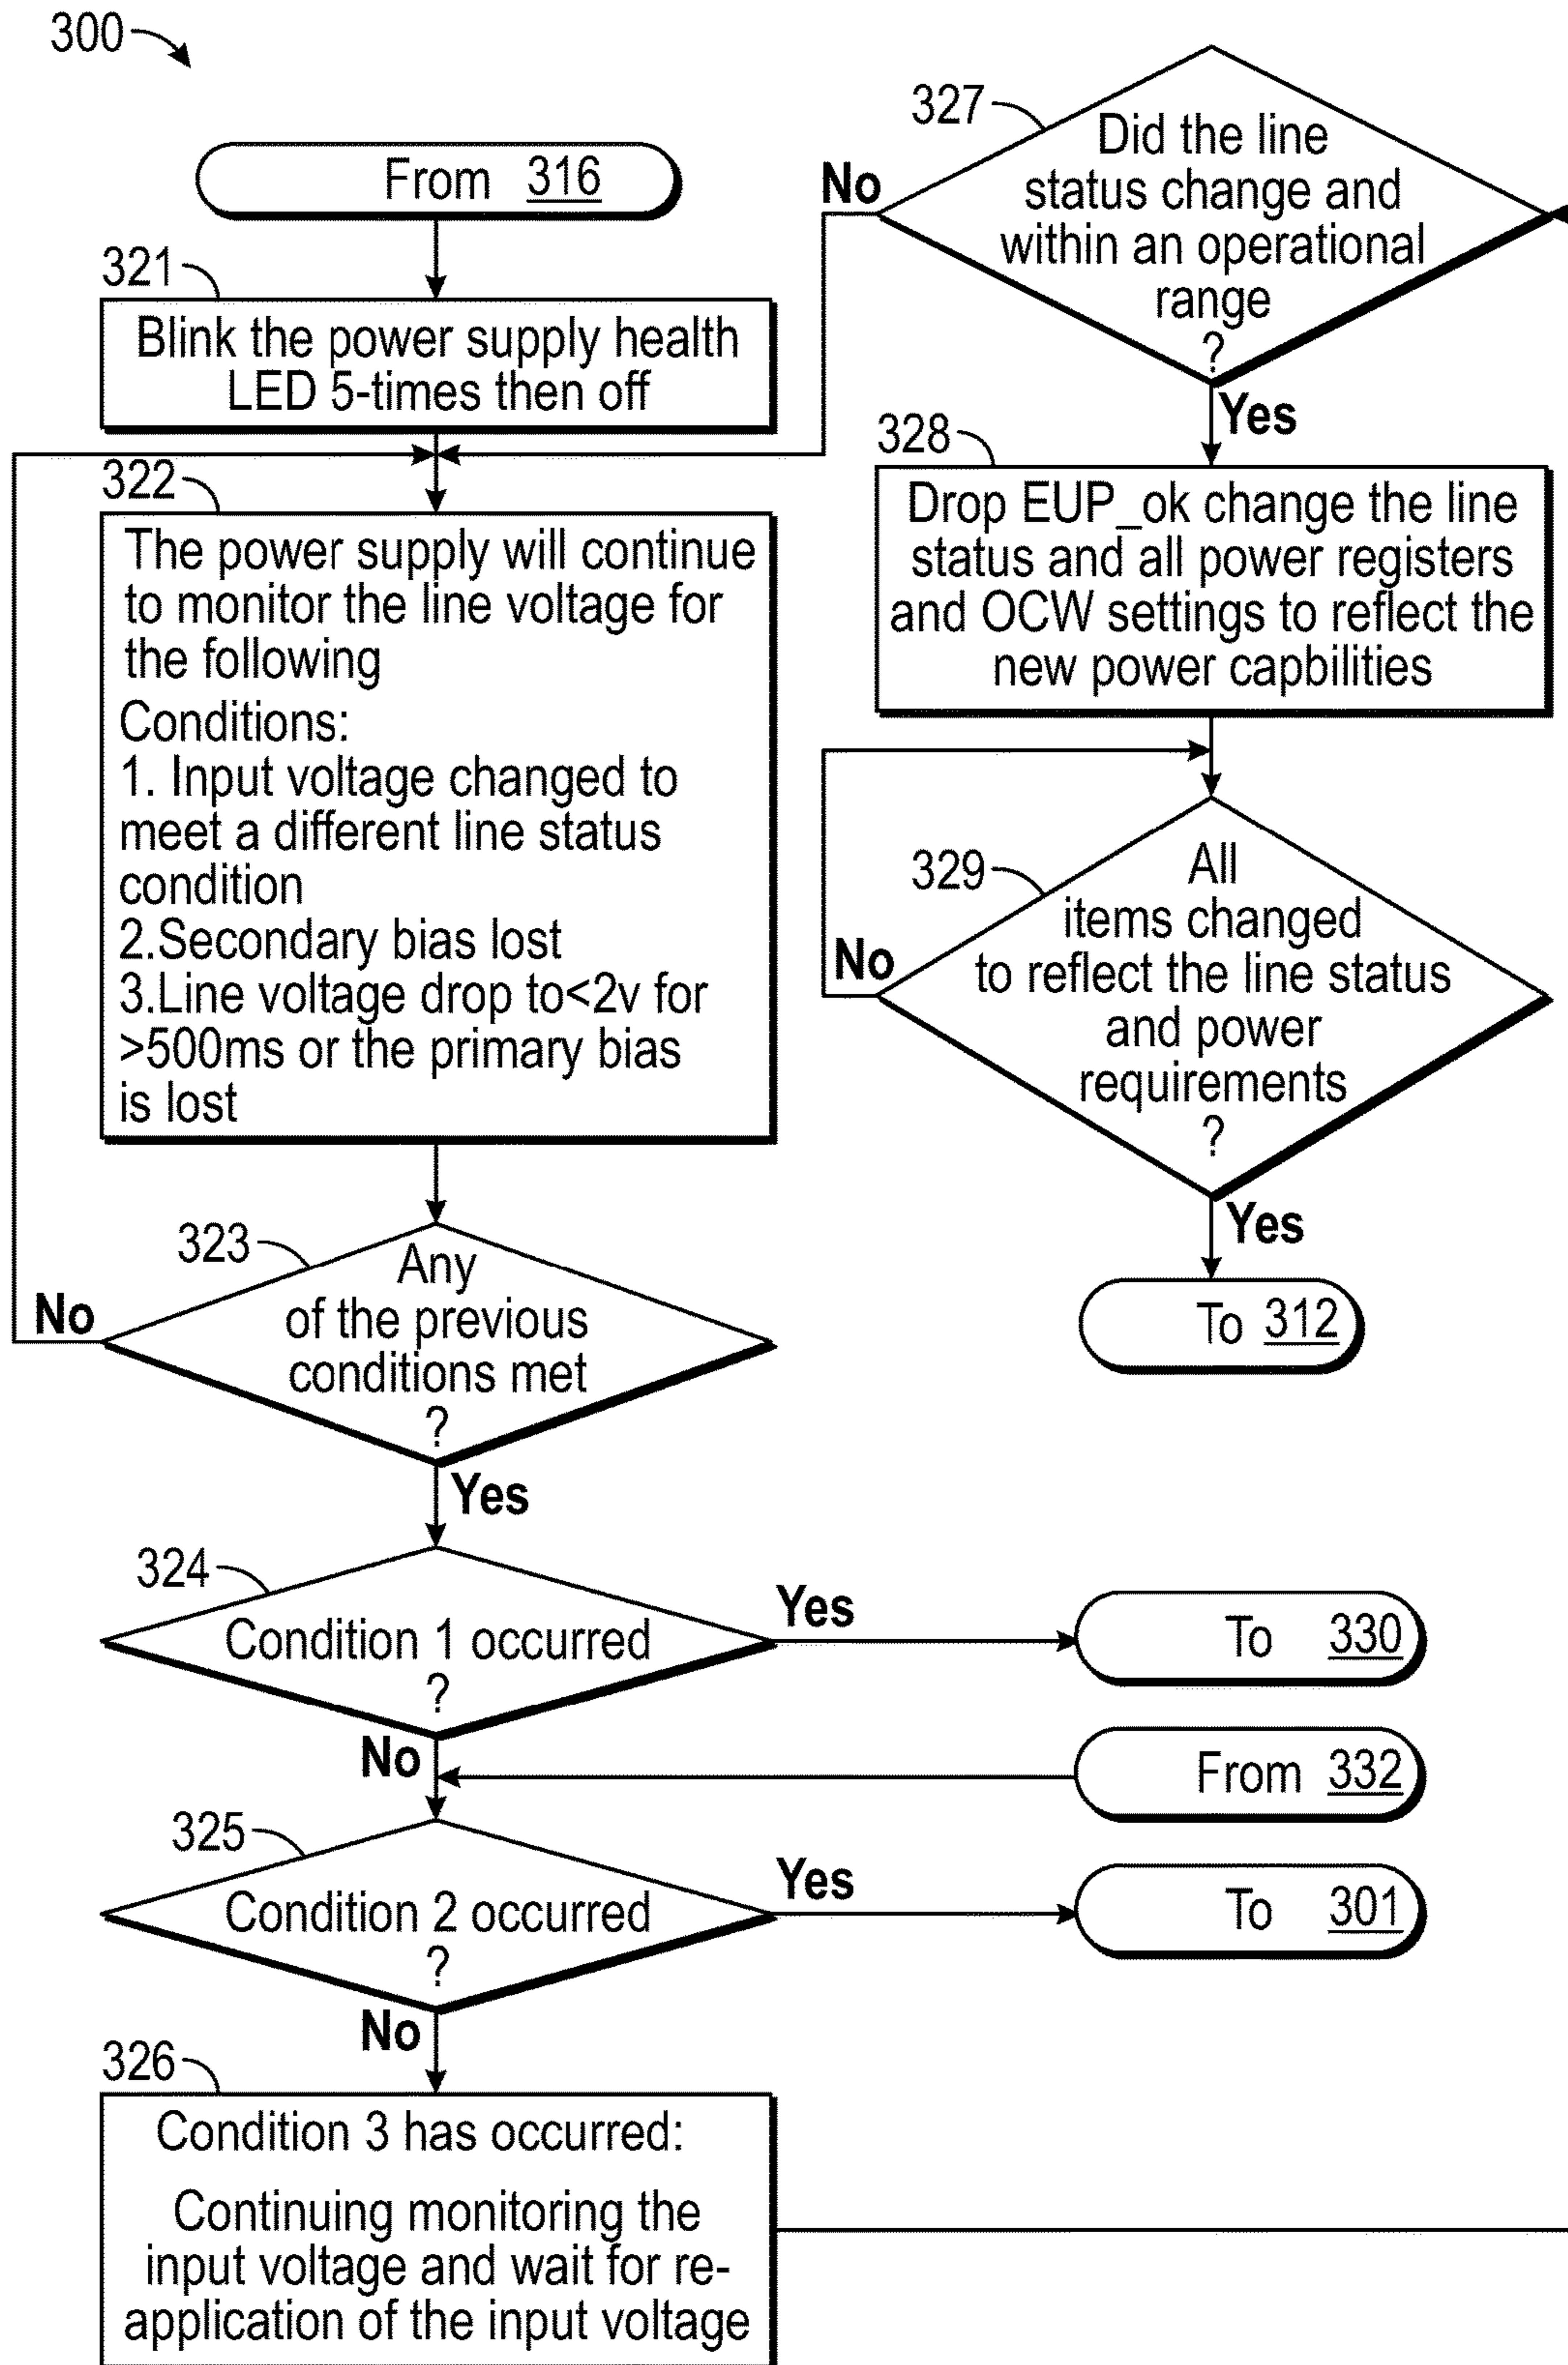 300
From 316
321
Blink the power supply health
LED 5-times then off
322
The power supply will continue
to monitor the line voltage for
the following
Conditions:
1. Input voltage changed to
meet a different line status
condition
2.Secondary bias lost
3.Line voltage drop to<2v for
>500ms or the primary bias
is lost
323
Any
of the previous
conditions met
?
No
Yes
324
Condition 1 occurred
?
Yes
To 330
No
From 332
325
Condition 2 occurred
?
Yes
To 301
No
326
Condition 3 has occurred:
Continuing monitoring the
input voltage and wait for re-
application of the input voltage
327
Did the line
status change and
within an operational
range
?
No
Yes
328
Drop EUP_ok change the line
status and all power registers
and OCW settings to reflect the
new power capbilities
329
All
items changed
to reflect the line status
and power
requirements
?
No
Yes
To 312